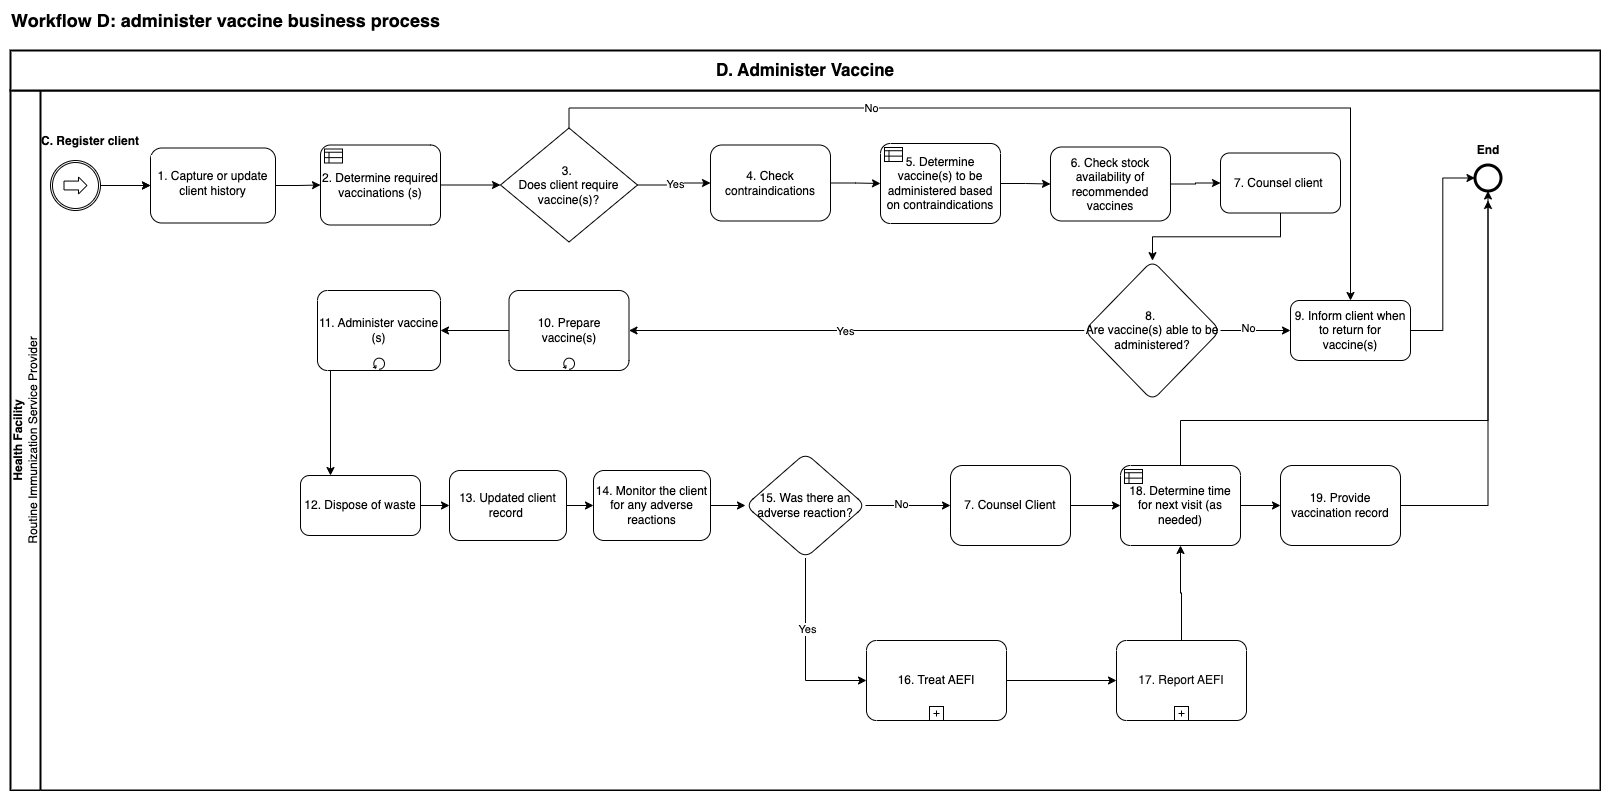 Workflow D: administer vaccine business process
D. Administer Vaccine
Health Facility
Routine Immunization Service Provider
C. Register client
1. Capture or update
client history
2. Determine required
vaccinations (s)
3.
Does client require
vaccine(s)?
No
Yes
4. Check
contraindications
5. Determine
vaccine(s) to be
administered based
on contraindications
6. Check stock
availability of
recommended
vaccines
7. Counsel client
End
8.
Are vaccine(s) able to be
administered?
No
9. Inform client when
to return for
vaccine(s)
Yes
10. Prepare
vaccine(s)
11. Administer vaccine
(s)
12. Dispose of waste
13. Updated client
record
14. Monitor the client
for any adverse
reactions
15. Was there an
adverse reaction?
No
7. Counsel Client
18. Determine time
for next visit (as
needed)
19. Provide
vaccination record
Yes
16. Treat AEFI
17. Report AEFI